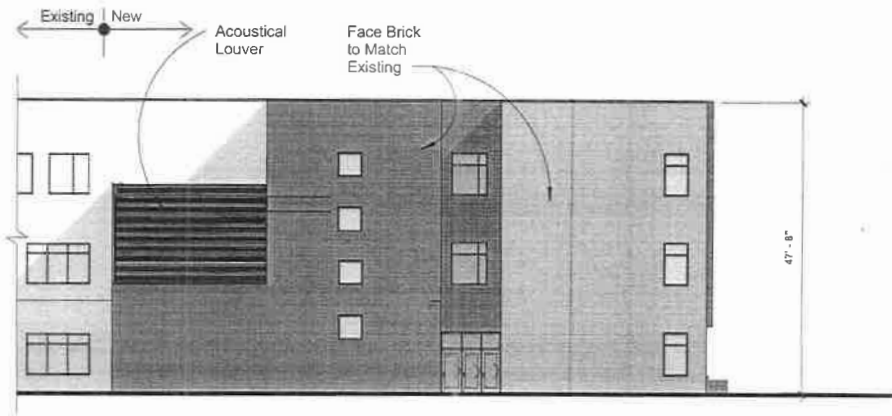 Existing New
Acoustical
Louver
Face Brick
to Match
Existing
47' - 8"